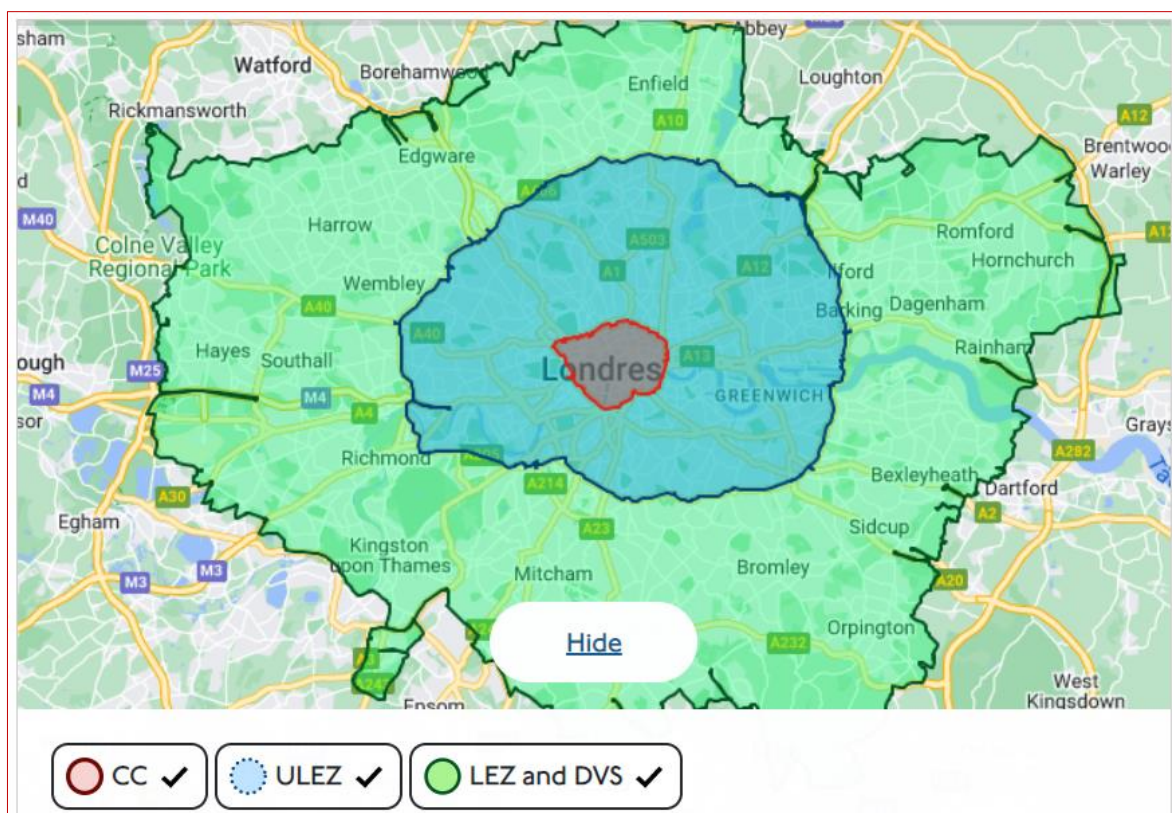 sham
Watford
Borehamwood
Abbey
Loughton
Enfield
Rickmansworth
A10
A12
Brentwood
Warley
Edgware
M40
Colne Valley
Regional Park
Harrow
A503
Romford
Hornchurch
A1
A12
Ilford
Wembley
Barking
Dagenham
A40
A40
ough
Hayes
Southall
Londres
A13
Rainham
M25
M4
M4
A4
GREENWICH
Grays
Richmond
A205
A282
A214
Bexleyheath
Dartford
A30
A2
Egham
A23
Sidcup
Kingston
upon Thames
M3
M3
Mitcham
Bromley
A20
Hide
Orpington
A232
A3
West
Kingsdown
Epsom
CC
ULEZ
LEZ and DVS